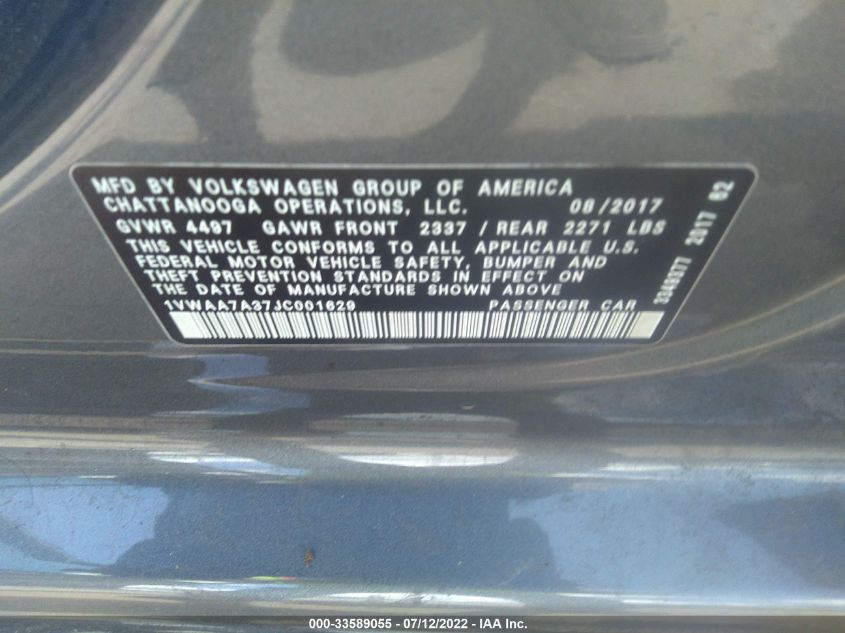 MFD BY VOLKSWAGEN GROUP OF AMERICA
CHATTANOOGA OPERATIONS, LLC. 08/2017
GVWR 4497 GAWR FRONT 2337 / REAR 2271 LBS
THIS VEHICLE CONFORMS TO ALL APPLICABLE U.S.
FEDERAL MOTOR VEHICLE SAFETY, BUMPER AND
THEFT PREVENTION STANDARDS IN EFFECT ON
THE DATE OF MANUFACTURE SHOWN ABOVE
1VWAA7A37JC001629 PASSENGER CAR
3349377 2017 62
000-33589055 - 07/12/2022 - IAA Inc.